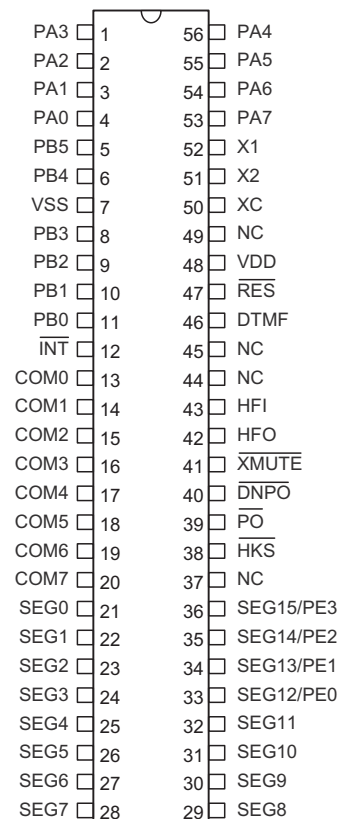 PA3 1 56 PA4
PA2 2 55 PA5
PA1 3 54 PA6
PA0 4 53 PA7
PB5 5 52 X1
PB4 6 51 X2
VSS 7 50 XC
PB3 8 49 NC
PB2 9 48 VDD
PB1 10 47 RES
PB0 11 46 DTMF
INT 12 45 NC
COM0 13 44 NC
COM1 14 43 HFI
COM2 15 42 HFO
COM3 16 41 XMUTE
COM4 17 40 DNPO
COM5 18 39 PO
COM6 19 38 HKS
COM7 20 37 NC
SEG0 21 36 SEG15/PE3
SEG1 22 35 SEG14/PE2
SEG2 23 34 SEG13/PE1
SEG3 24 33 SEG12/PE0
SEG4 25 32 SEG11
SEG5 26 31 SEG10
SEG6 27 30 SEG9
SEG7 28 29 SEG8